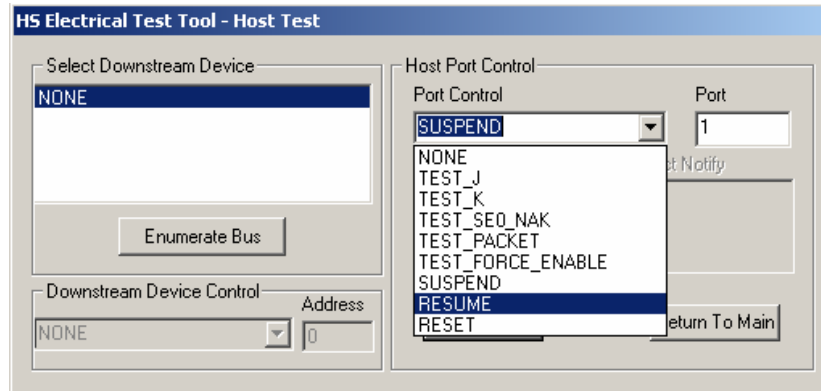 HS Electrical Test Tool - Host Test
Select Downstream Device
NONE
Enumerate Bus
Downstream Device Control
Address
NONE
0
Host Port Control
Port Control
Port
SUSPEND
1
NONE
TEST_J
TEST_K
TEST_SE0_NAK
TEST_PACKET
TEST_FORCE_ENABLE
SUSPEND
RESUME
RESET
st Notify
eturn To Main